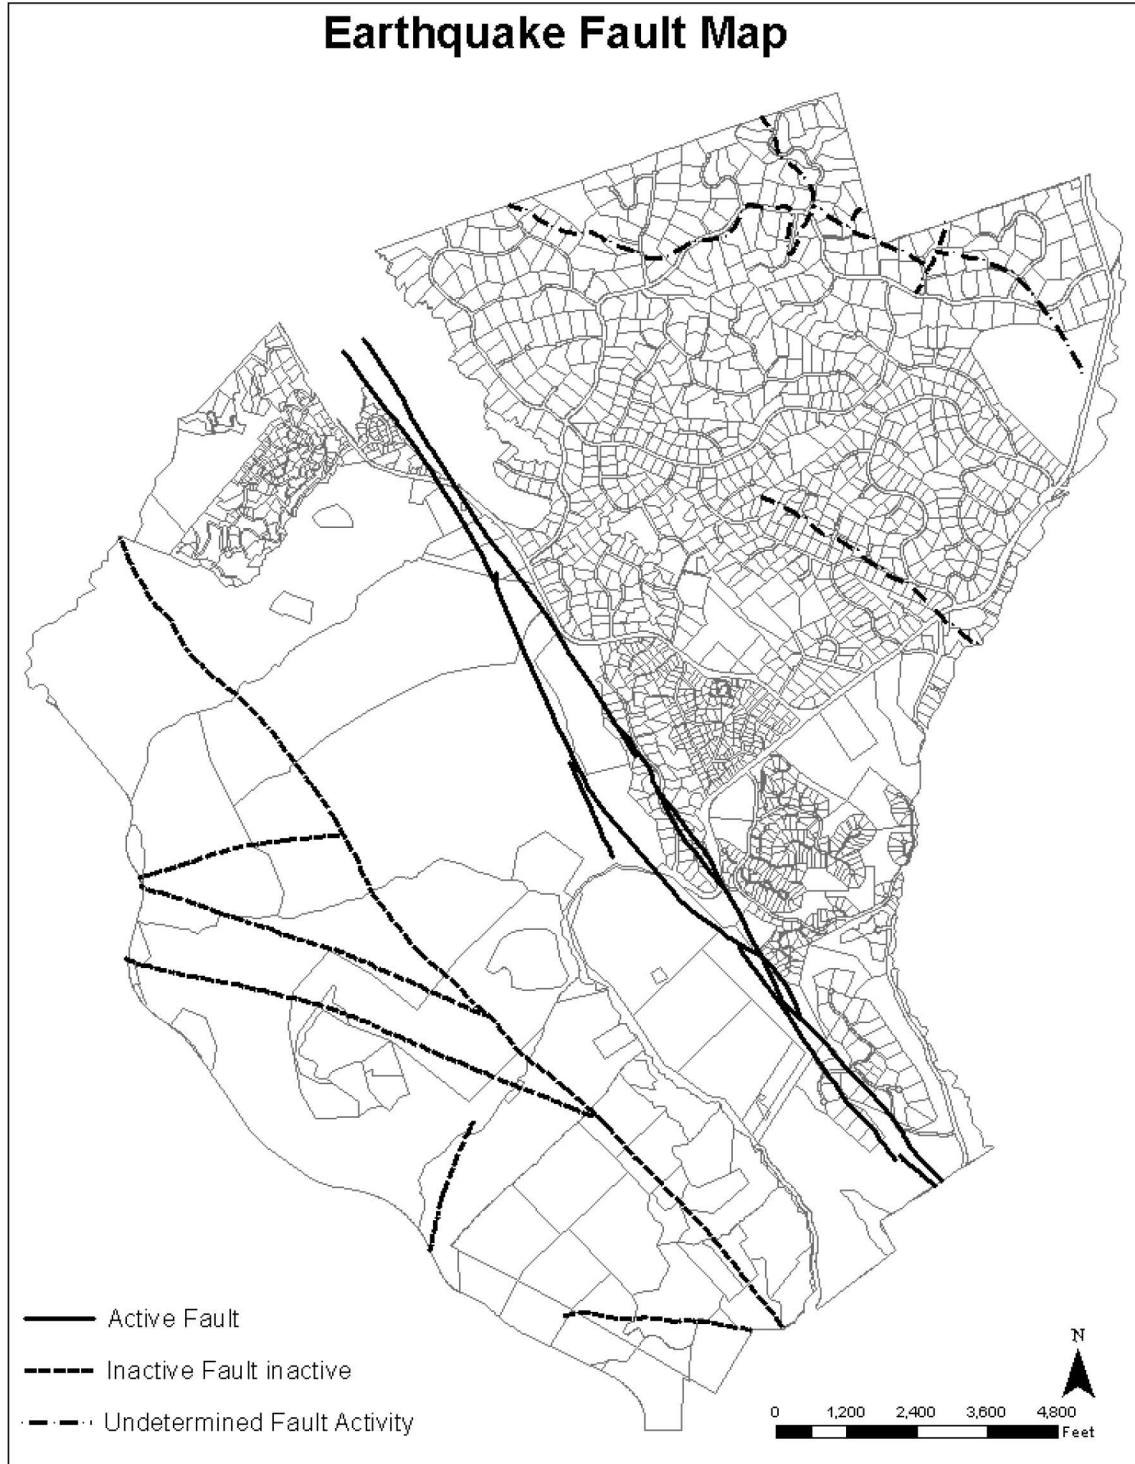 Earthquake Fault Map
Active Fault
Inactive Fault inactive
Undetermined Fault Activity
N
0 1,200 2,400 3,600 4,800
Feet